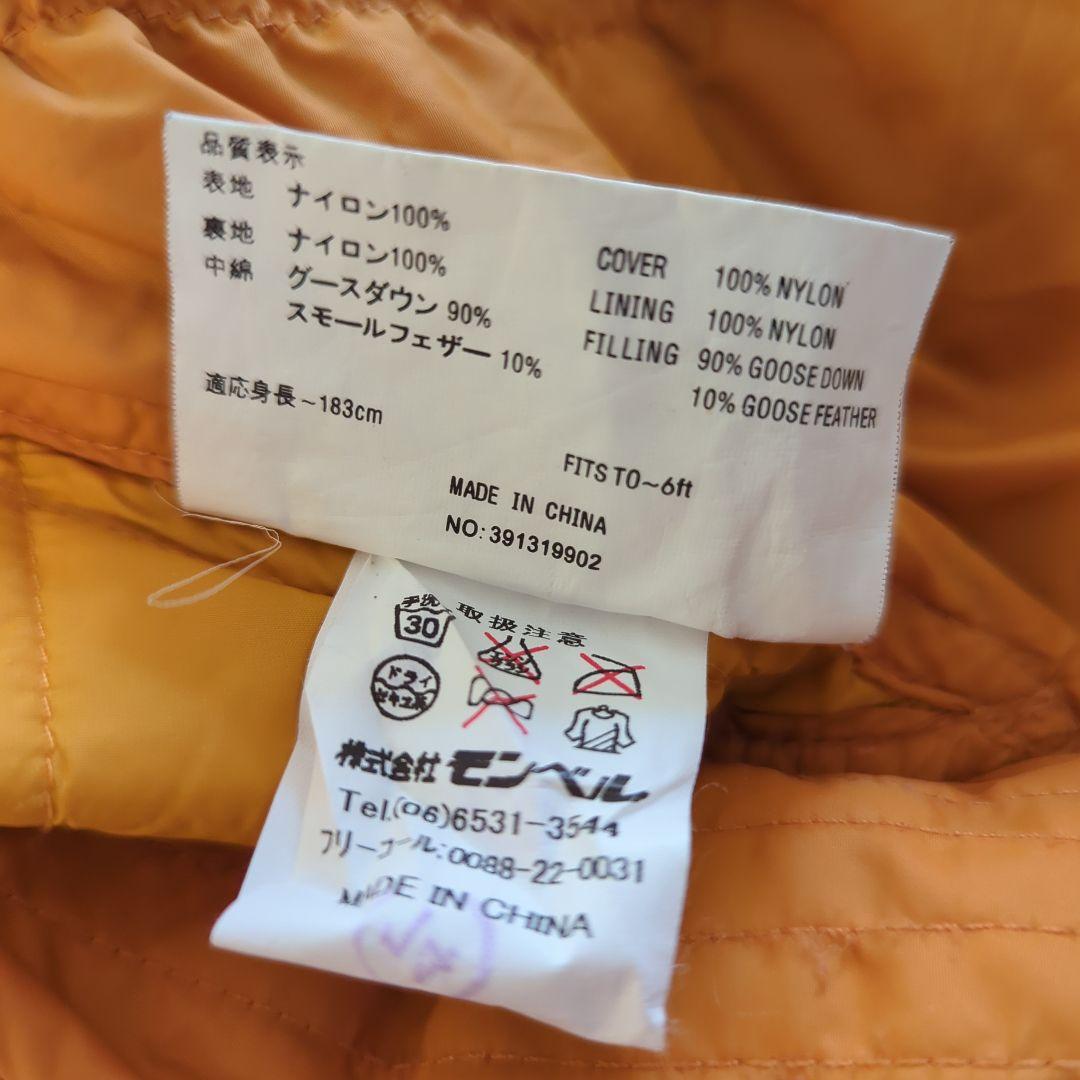 品質表示
表地 ナイロン100%
裏地 ナイロン100%
中綿 グースダウン 90%
スモールフェザー 10%
適応身長~183cm
COVER 100% NYLON
LINING 100% NYLON
FILLING 90% GOOSE DOWN
10% GOOSE FEATHER
FITS TO~6ft
MADE IN CHINA
NO: 391319902
取扱注意
手洗
30
ドライ
セキユ系
株式会社 モンベル
Tel.(06)6531-3544
フリーコール:0088-22-0031
MADE IN CHINA